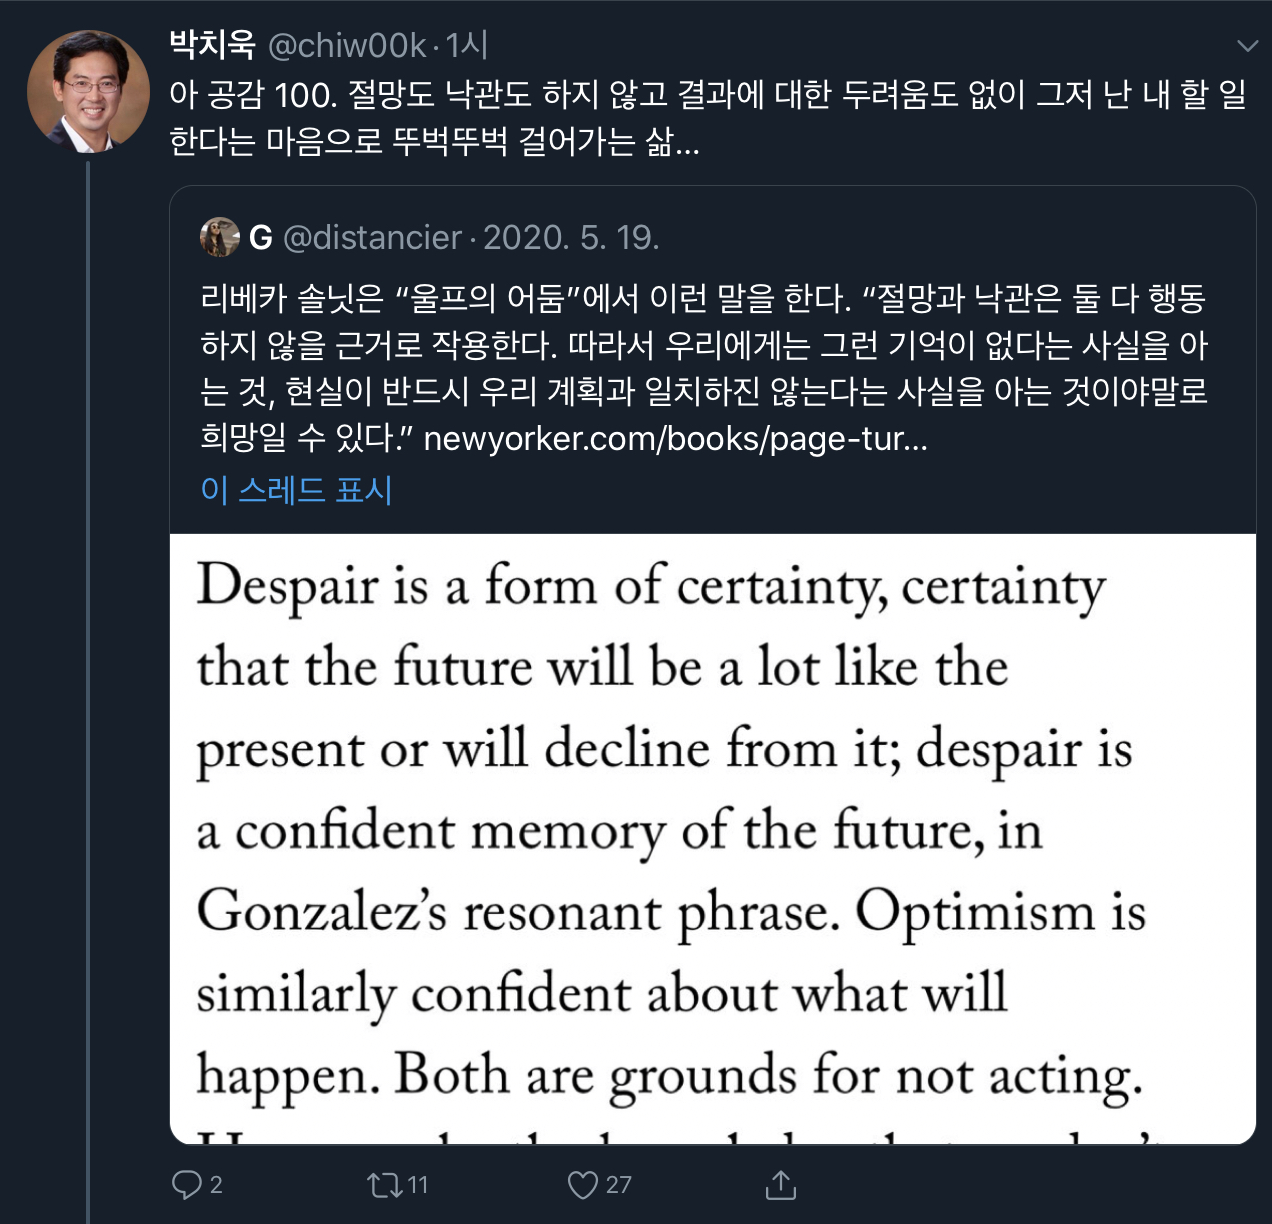 박치욱 @chiw00k · 1시
아 공감 100. 절망도 낙관도 하지 않고 결과에 대한 두려움도 없이 그저 난 내 할 일
한다는 마음으로 뚜벅뚜벅 걸어가는 삶...
G @distancier · 2020. 5. 19.
리베카 솔닛은 “울프의 어둠”에서 이런 말을 한다. “절망과 낙관은 둘 다 행동
하지 않을 근거로 작용한다. 따라서 우리에게는 그런 기억이 없다는 사실을 아
는 것, 현실이 반드시 우리 계획과 일치하진 않는다는 사실을 아는 것이야말로
희망일 수 있다.” newyorker.com/books/page-tur...
이 스레드 표시
Despair is a form of certainty, certainty
that the future will be a lot like the
present or will decline from it; despair is
a confident memory of the future, in
Gonzalez’s resonant phrase. Optimism is
similarly confident about what will
happen. Both are grounds for not acting.
2 11 27